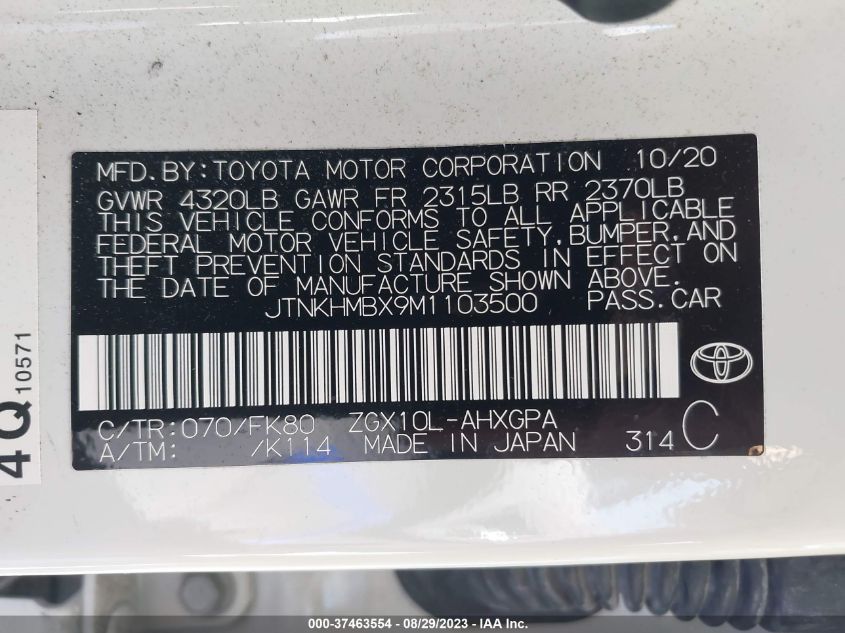 MFD. BY: TOYOTA MOTOR CORPORATION 10/20
GVWR 4320LB GAWR FR 2315LB RR 2370LB
THIS VEHICLE CONFORMS TO ALL APPLICABLE
FEDERAL MOTOR VEHICLE SAFETY, BUMPER, AND
THEFT PREVENTION STANDARDS IN EFFECT ON
THE DATE OF MANUFACTURE SHOWN ABOVE.
JTNKHMBX9M1103500 PASS. CAR
C/TR: 070/FK80 ZGX10L-AHXGPA
A/TM: /K114 MADE IN JAPAN 314 C
4Q10571
000-37463554 - 08/29/2023 - IAA Inc.